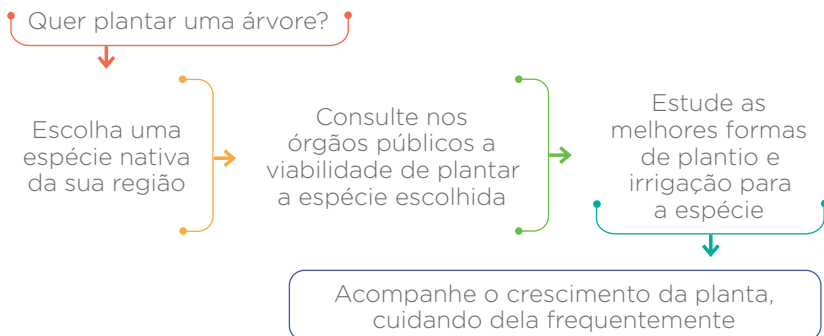 Quer plantar uma árvore?
Escolha uma
espécie nativa
da sua região
Consulte nos
órgãos públicos a
viabilidade de plantar
a espécie escolhida
Estude as
melhores formas
de plantio e
irrigação para
a espécie
Acompanhe o crescimento da planta,
cuidando dela frequentemente